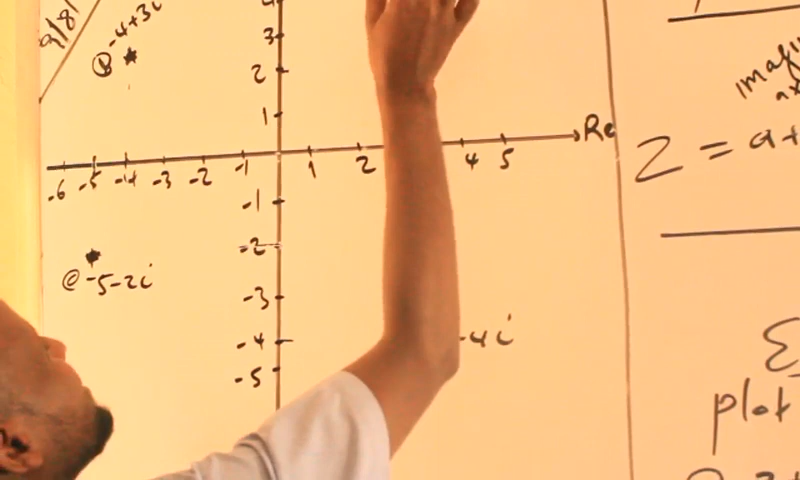 9/8/
-4+3i
b
4
3
2
1
Re
-6 -5 -4 -3 -2 -1 1 2 4 5
-1
-2
@ -5-2i
-3
-4
-5
-4i
Z = a+
plot